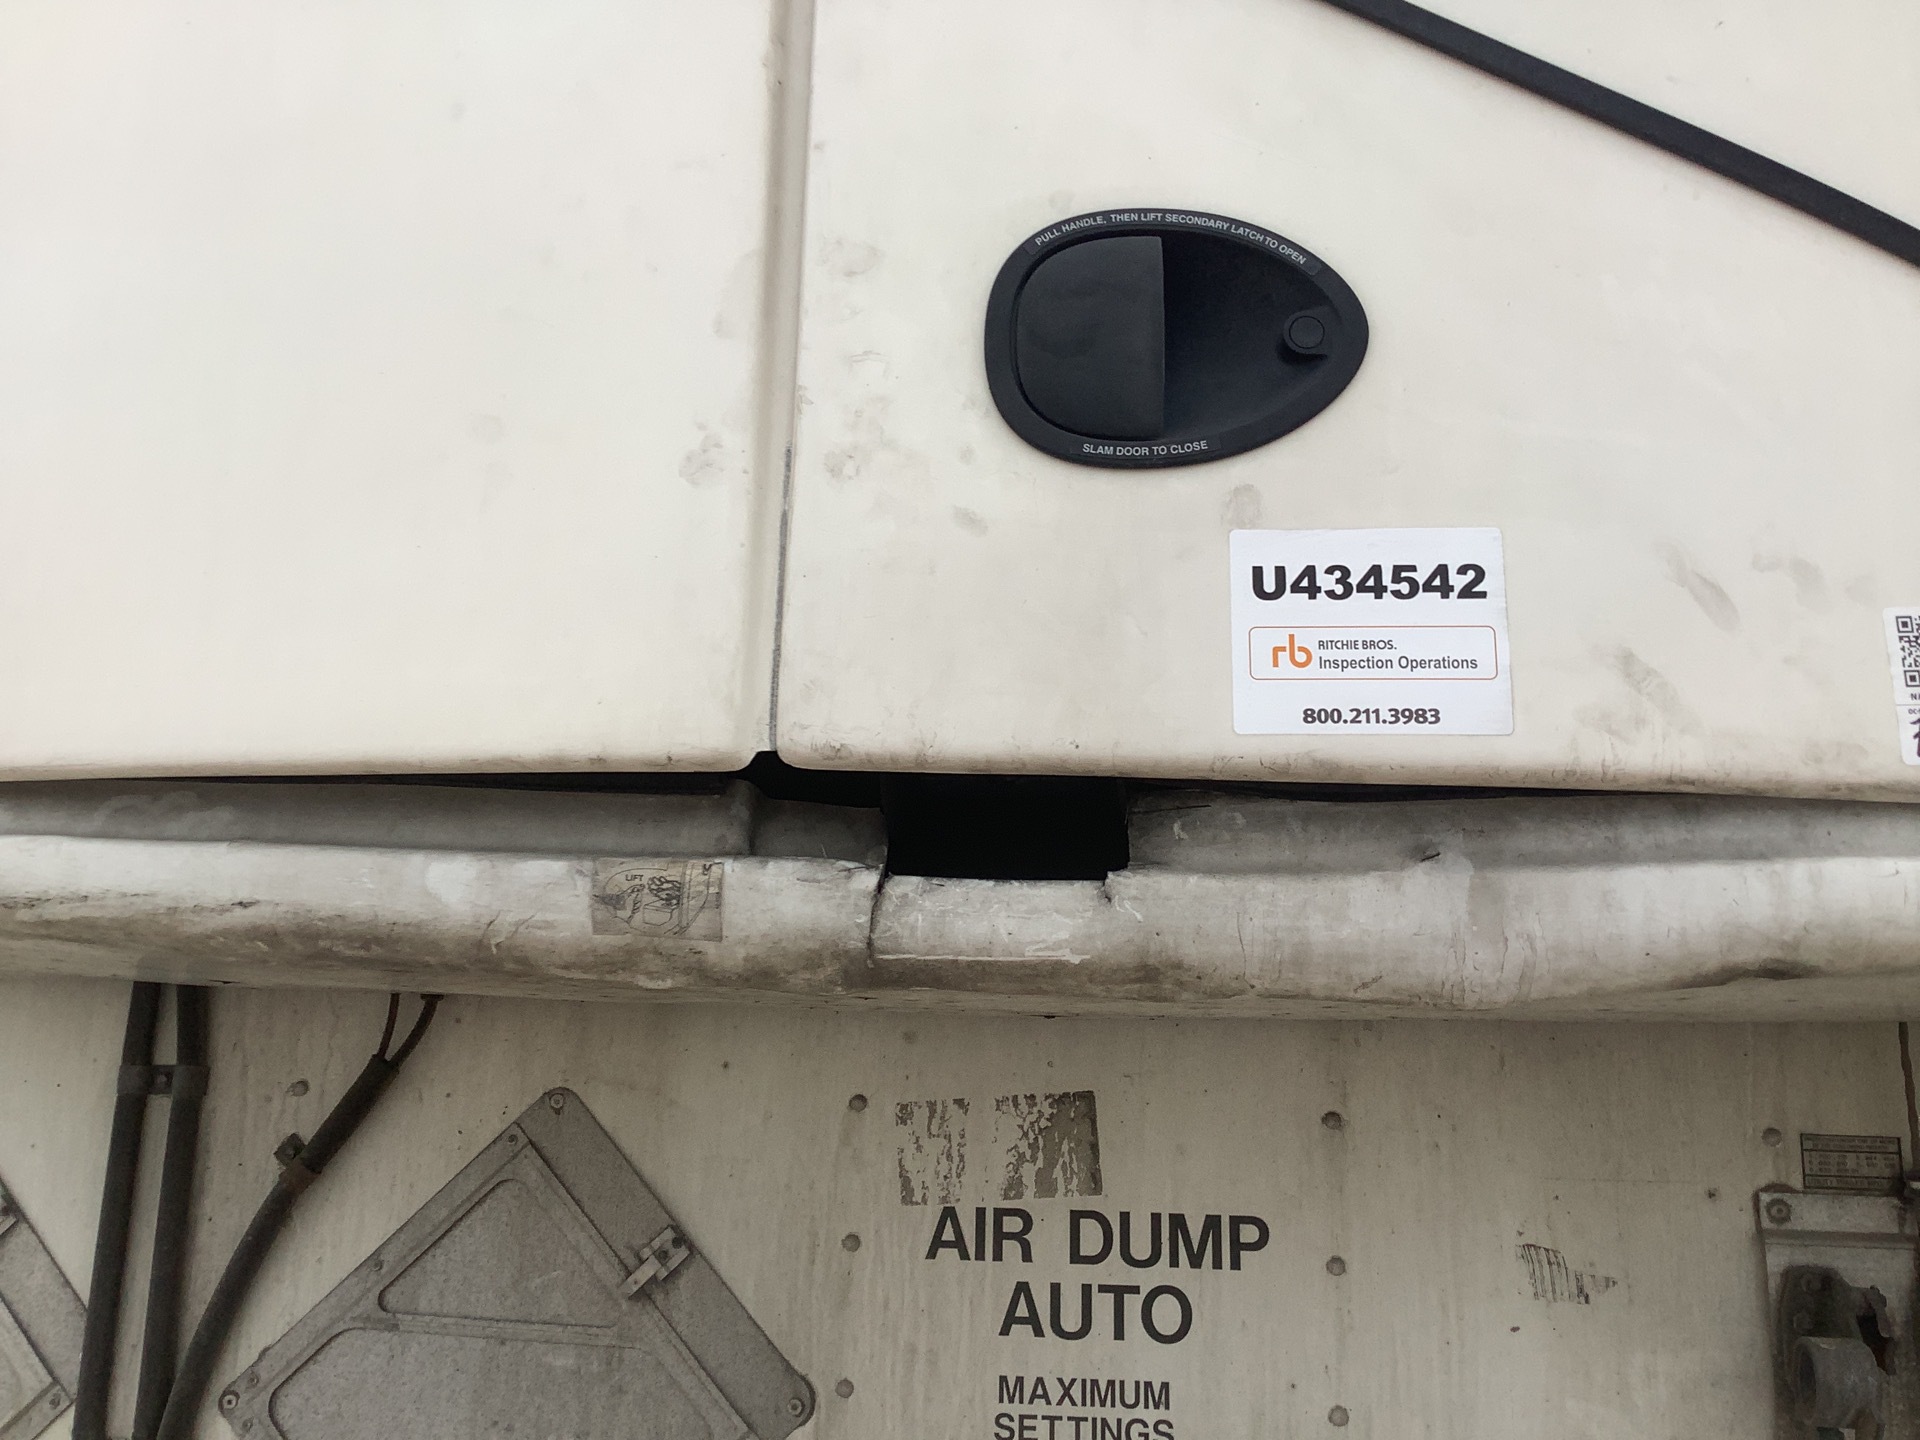 PULL HANDLE, THEN LIFT SECONDARY LATCH TO OPEN
SLAM DOOR TO CLOSE
U434542
rb RITCHIE BROS.
Inspection Operations
800.211.3983
LIFT
AIR DUMP
AUTO
MAXIMUM
SETTINGS